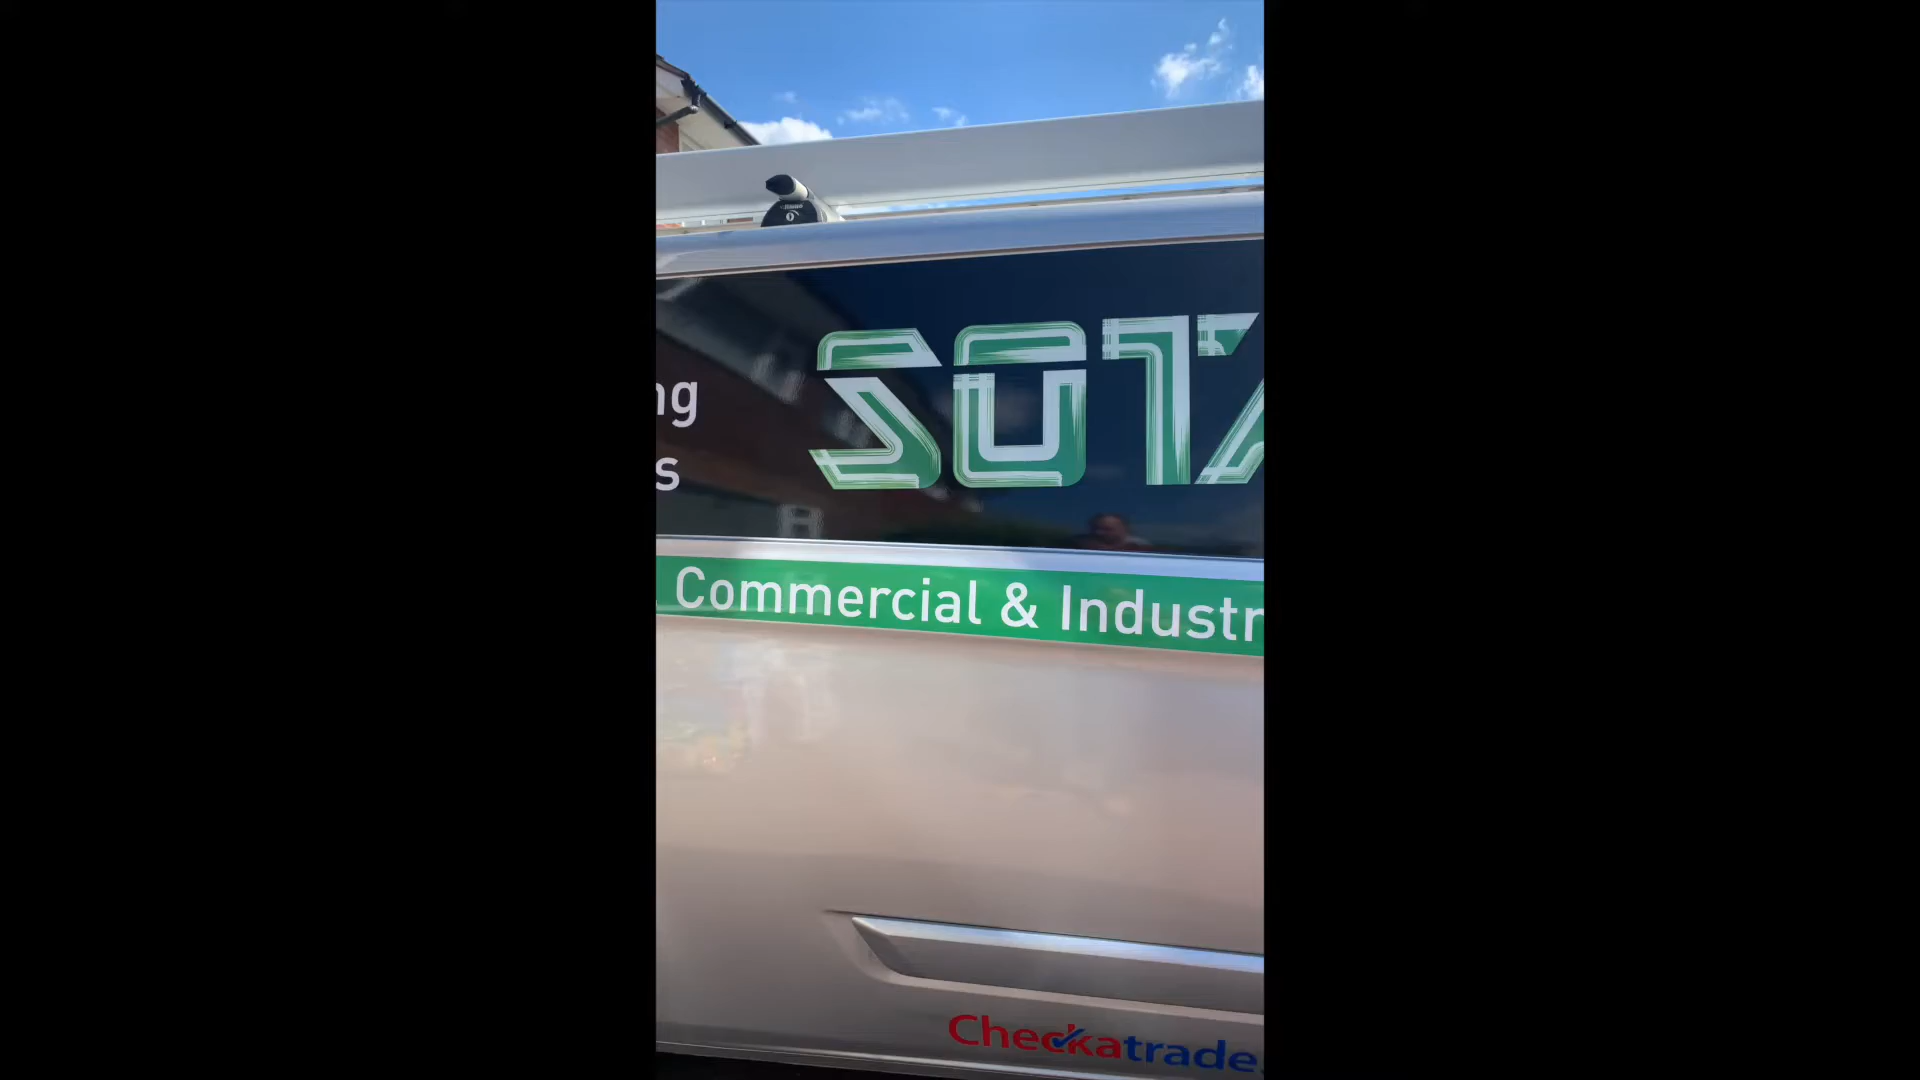 ng
s
SOTA
Commercial & Industr
Checkatrade.